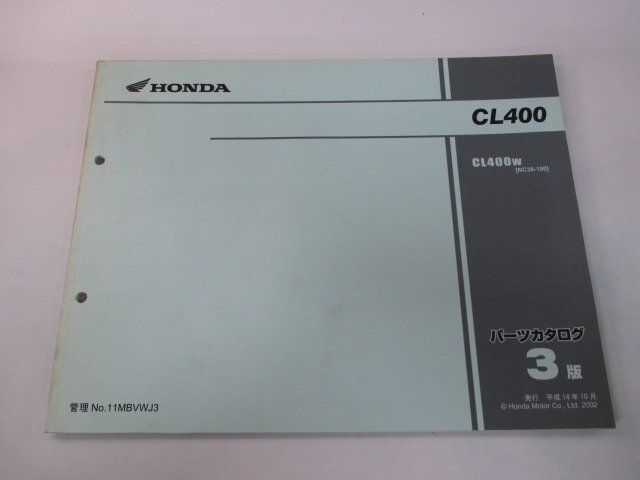 HONDA
CL400
CL400W
[NC38-100]
パーツカタログ
3版
発行 平成14年10月
© Honda Motor Co., Ltd. 2002
管理 No.11MBVWJ3